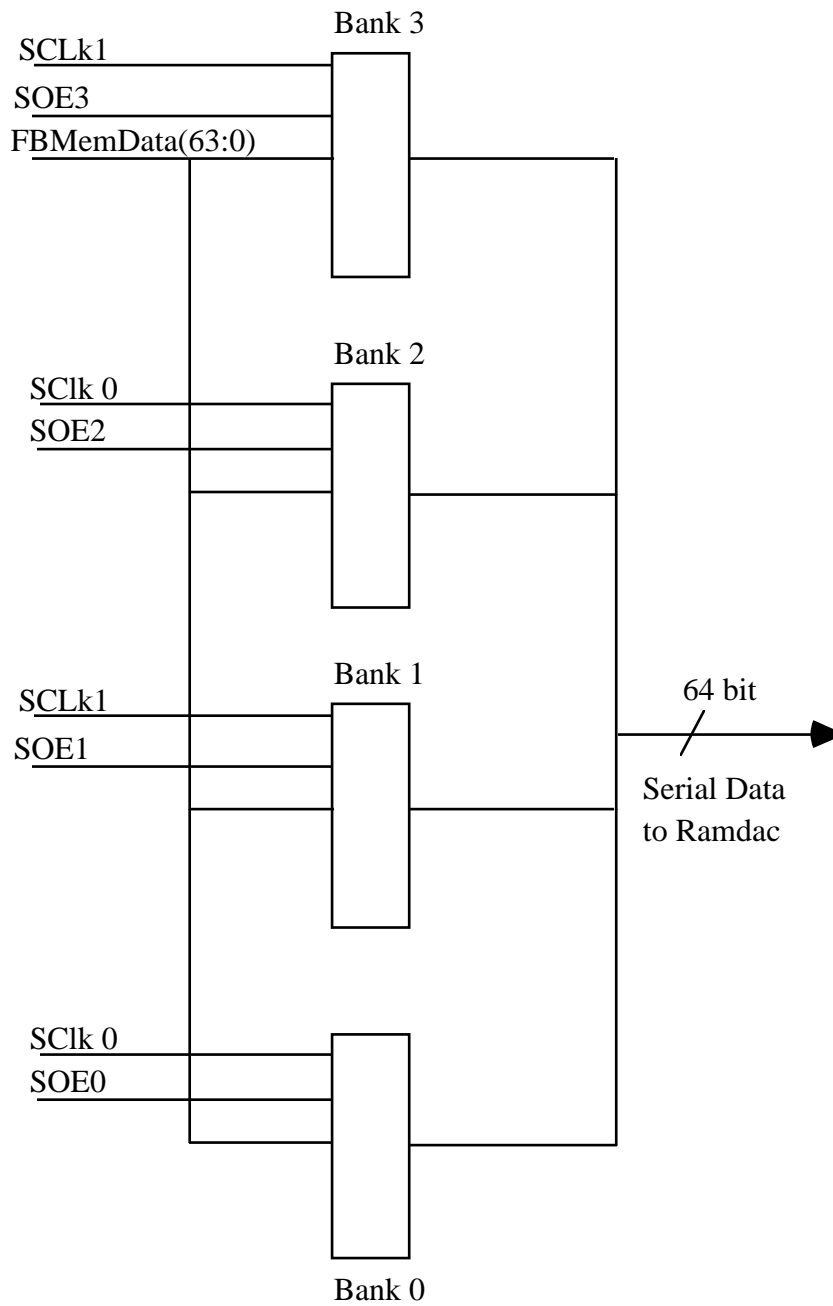 Bank 3
SCLk1
SOE3
FBMemData(63:0)
Bank 2
SClk 0
SOE2
Bank 1
SCLk1
SOE1
64 bit
Serial Data
to Ramdac
SClk 0
SOE0
Bank 0